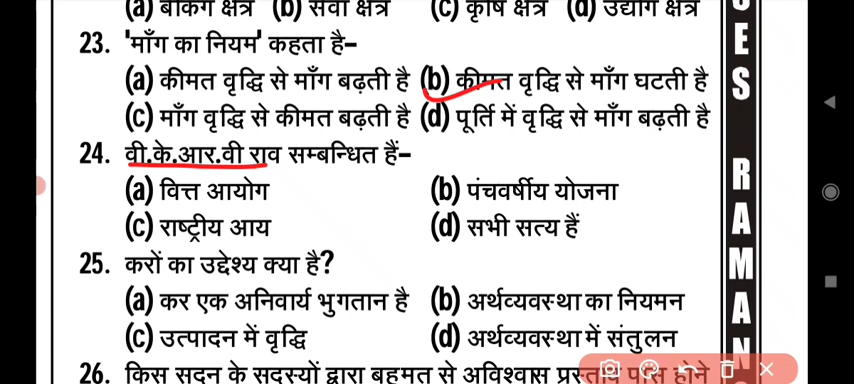 (a) बैंकिंग क्षेत्र (b) सेवा क्षेत्र (c) कृषि क्षेत्र (d) उद्योग क्षेत्र
23. 'माँग का नियम' कहता है–
(a) कीमत वृद्धि से माँग बढ़ती है (b) कीमत वृद्धि से माँग घटती है
(c) माँग वृद्धि से कीमत बढ़ती है (d) पूर्ति में वृद्धि से माँग बढ़ती है
24. वी.के.आर.वी राव सम्बन्धित हैं–
(a) वित्त आयोग (b) पंचवर्षीय योजना
(c) राष्ट्रीय आय (d) सभी सत्य हैं
25. करों का उद्देश्य क्या है?
(a) कर एक अनिवार्य भुगतान है (b) अर्थव्यवस्था का नियमन
(c) उत्पादन में वृद्धि (d) अर्थव्यवस्था में संतुलन
26. किस सदन के सदस्यों द्वारा बहुमत से अविश्वास प्रस्ताव पास होने
ES RAMAN